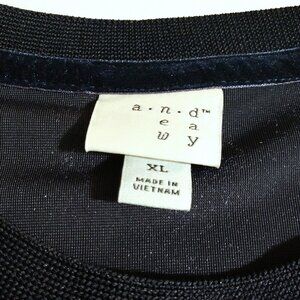 a . n . d™
n e a
w d y
XL
MADE IN
VIETNAM